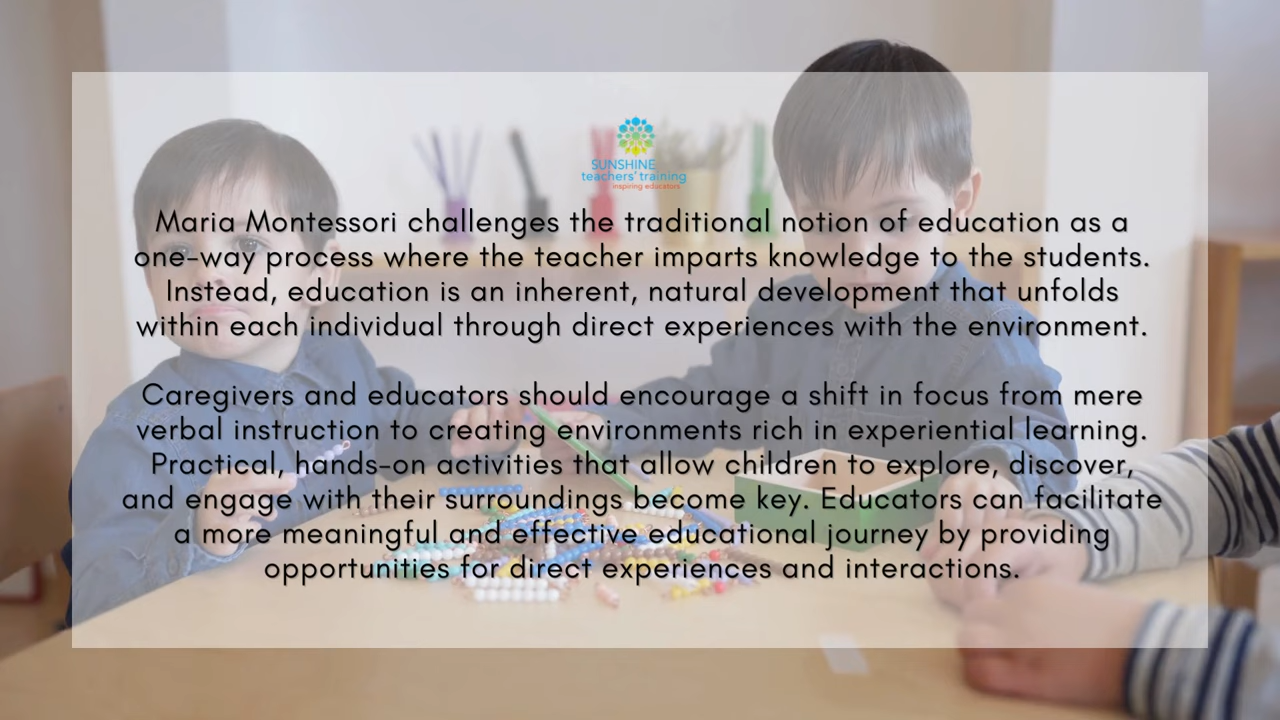 SUNSHINE
teachers' training
inspiring educators
Maria Montessori challenges the traditional notion of education as a
one-way process where the teacher imparts knowledge to the students.
Instead, education is an inherent, natural development that unfolds
within each individual through direct experiences with the environment.
Caregivers and educators should encourage a shift in focus from mere
verbal instruction to creating environments rich in experiential learning.
Practical, hands-on activities that allow children to explore, discover,
and engage with their surroundings become key. Educators can facilitate
a more meaningful and effective educational journey by providing
opportunities for direct experiences and interactions.